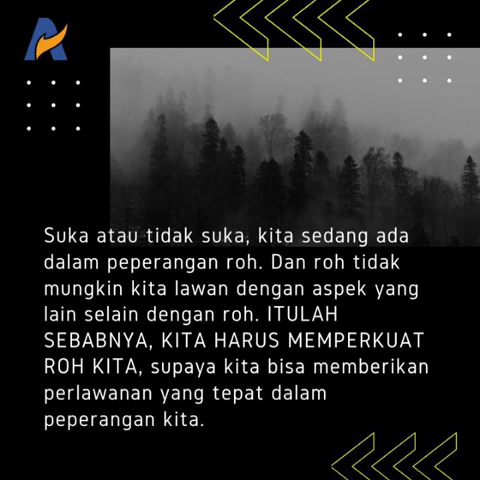 Suka atau tidak suka, kita sedang ada
dalam peperangan roh. Dan roh tidak
mungkin kita lawan dengan aspek yang
lain selain dengan roh. ITULAH
SEBABNYA, KITA HARUS MEMPERKUAT
ROH KITA, supaya kita bisa memberikan
perlawanan yang tepat dalam
peperangan kita.